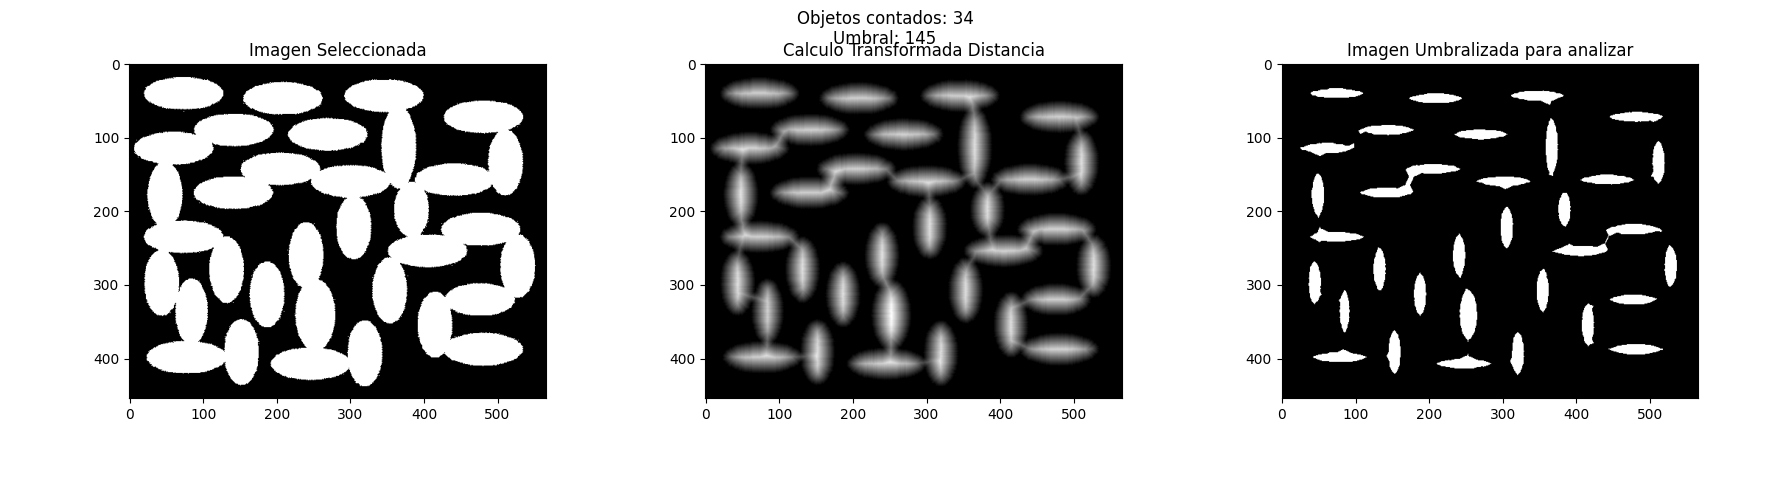 Objetos contados: 34
Umbral: 145
Imagen Seleccionada
Calculo Transformada Distancia
Imagen Umbralizada para analizar
0
100
200
300
400
0 100 200 300 400 500
0
100
200
300
400
0 100 200 300 400 500
0
100
200
300
400
0 100 200 300 400 500